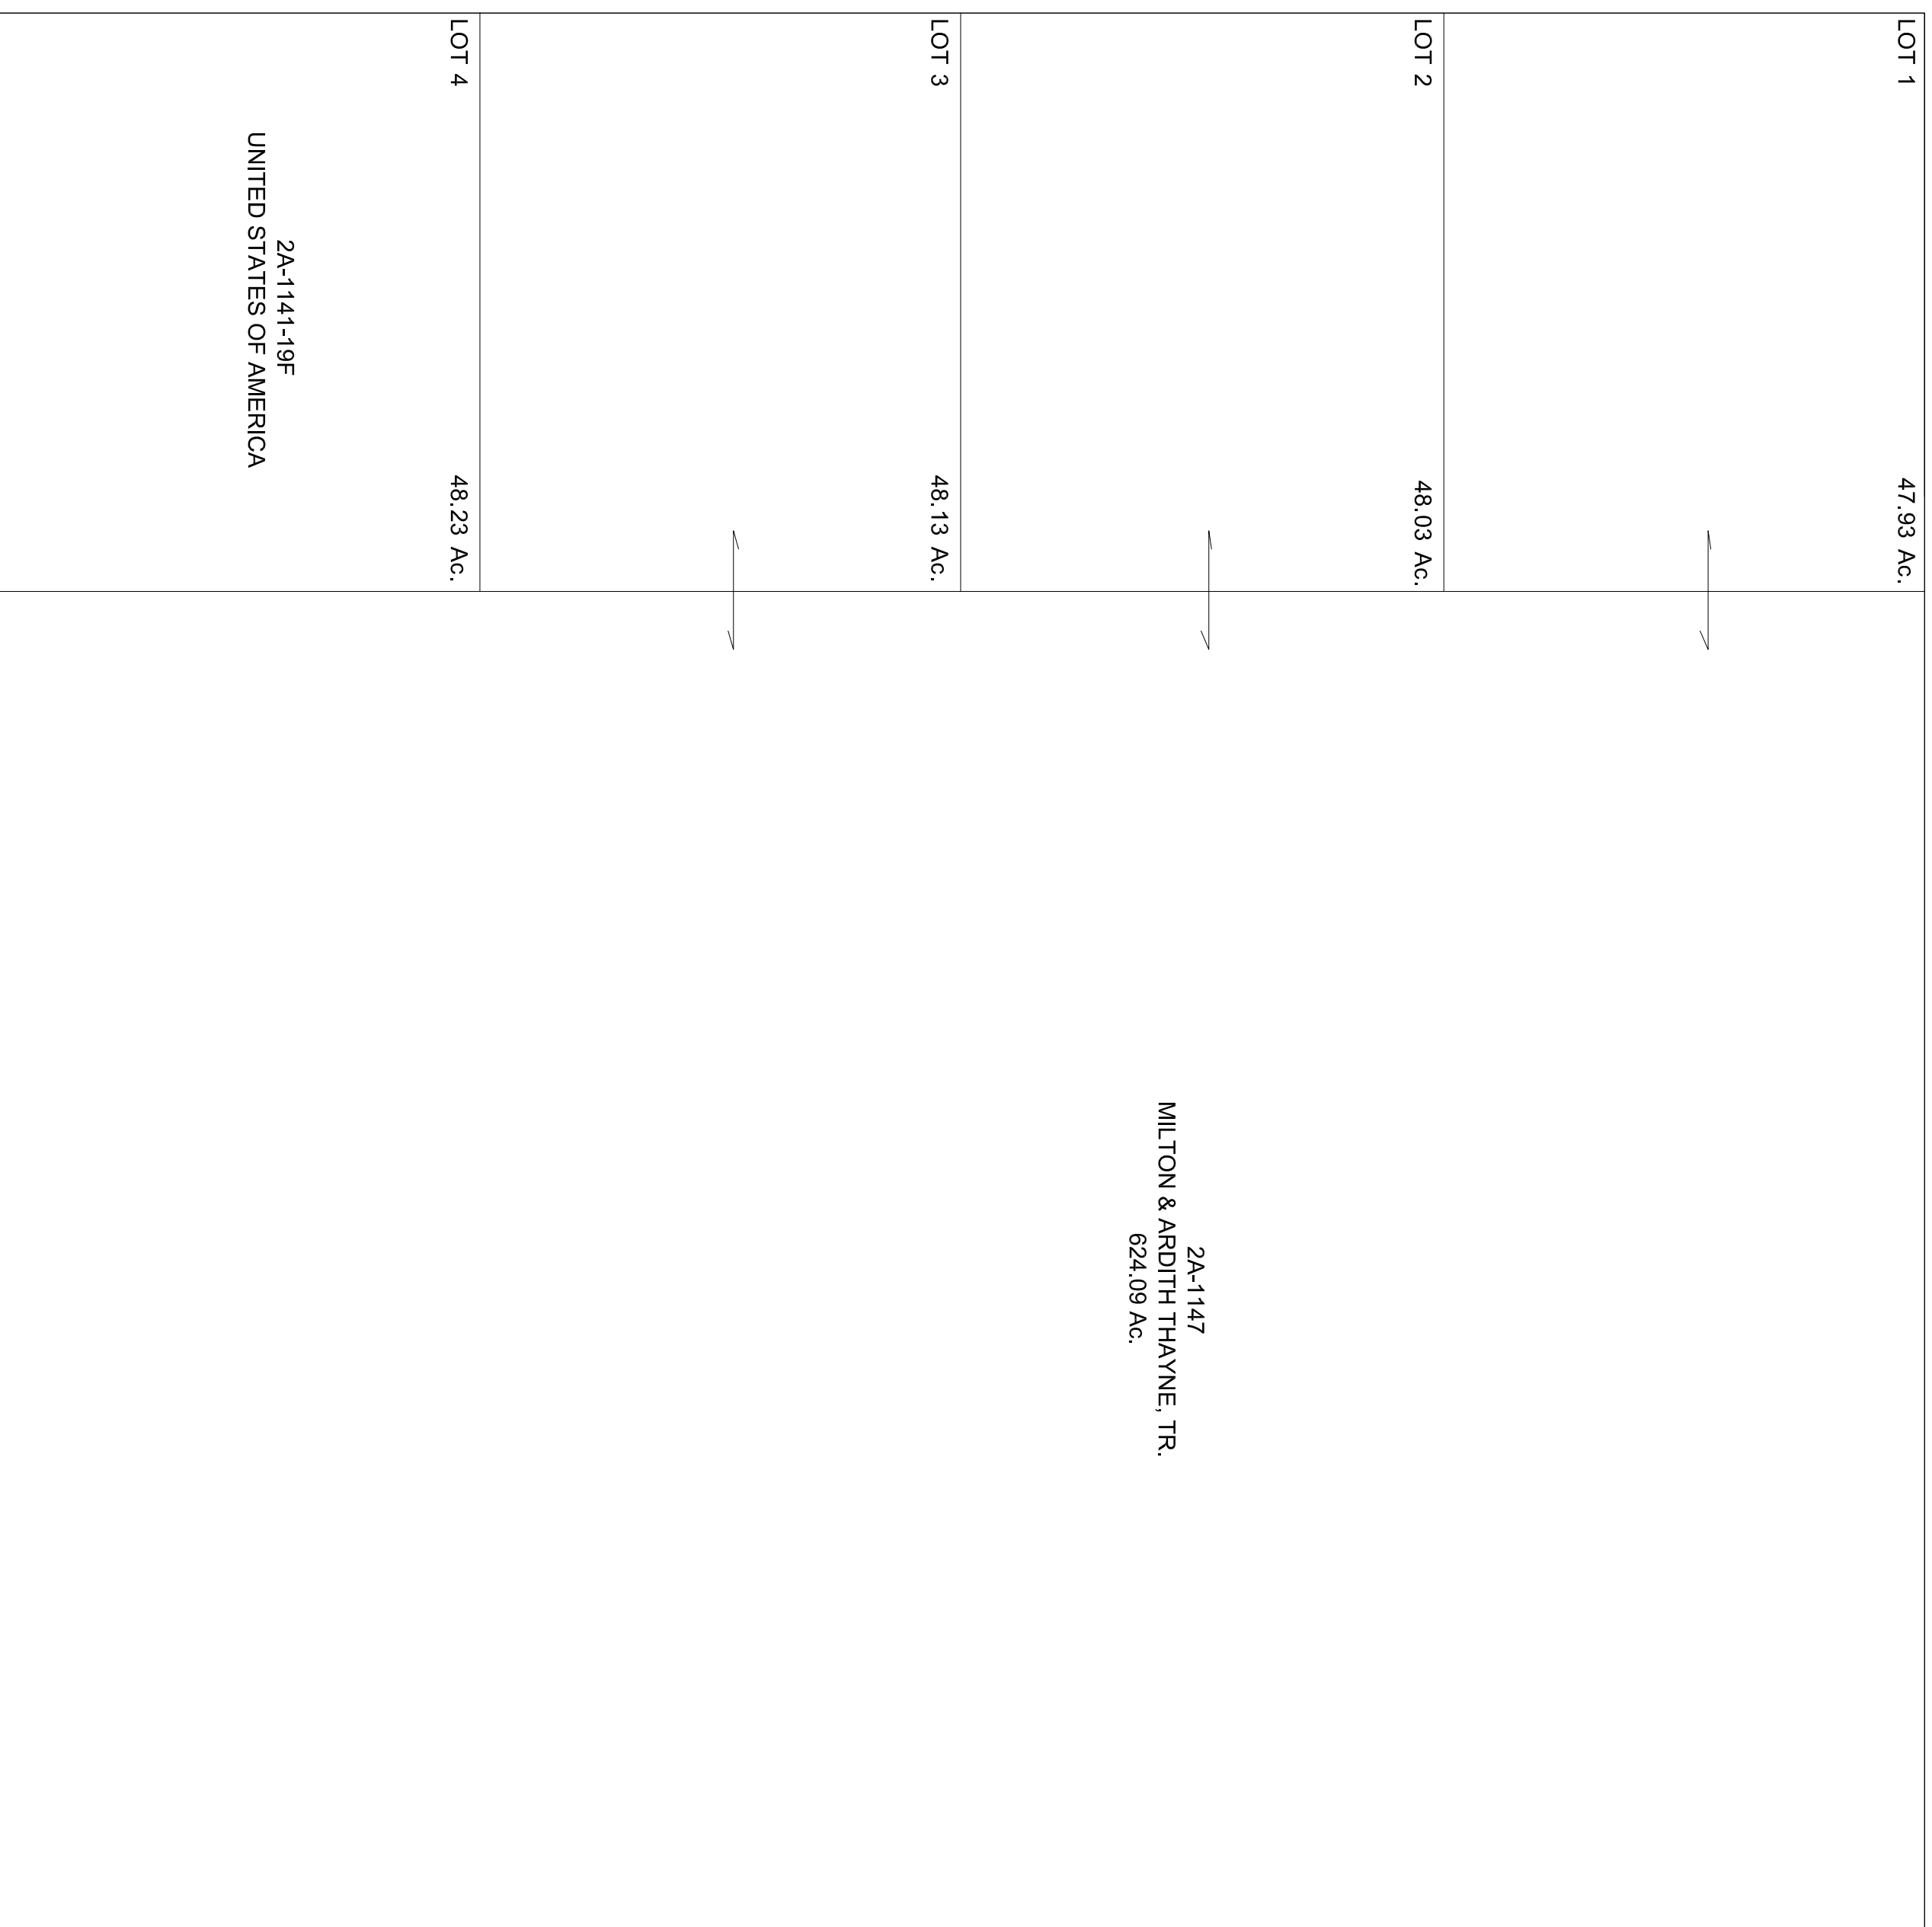 LOT 1
47.93 Ac.
LOT 2
48.03 Ac.
LOT 3
48.13 Ac.
LOT 4
48.23 Ac.
2A-1141-19F
UNITED STATES OF AMERICA
2A-1147
MILTON & ARDITH THAYNE, TR.
624.09 Ac.